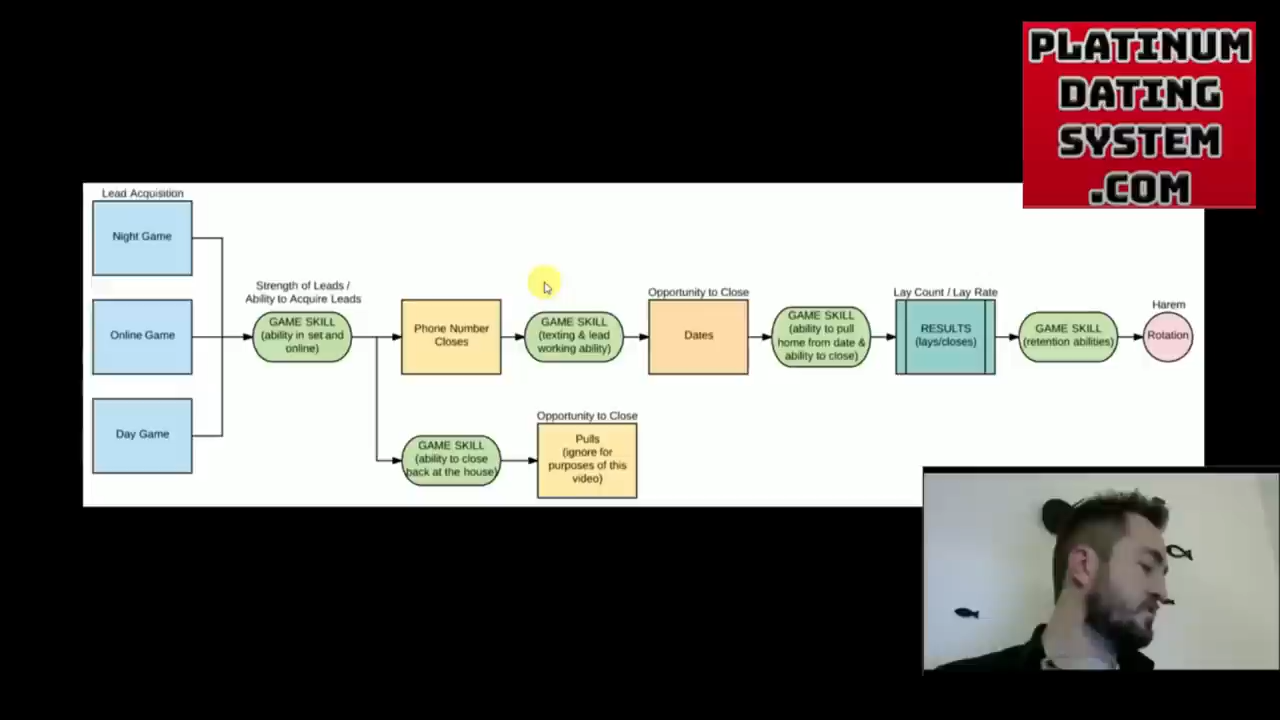 PLATINUM
DATING
SYSTEM
.COM
Lead Acquisition
Night Game
Online Game
Day Game
Strength of Leads /
Ability to Acquire Leads
GAME SKILL
(ability in set and
online)
Phone Number
Closes
GAME SKILL
(texting & lead
working ability)
Opportunity to Close
Dates
GAME SKILL
(ability to pull
home from date &
ability to close)
Lay Count / Lay Rate
RESULTS
(lays/closes)
GAME SKILL
(retention abilities)
Harem
Rotation
GAME SKILL
(ability to close
back at the house)
Opportunity to Close
Pulls
(ignore for
purposes of this
video)